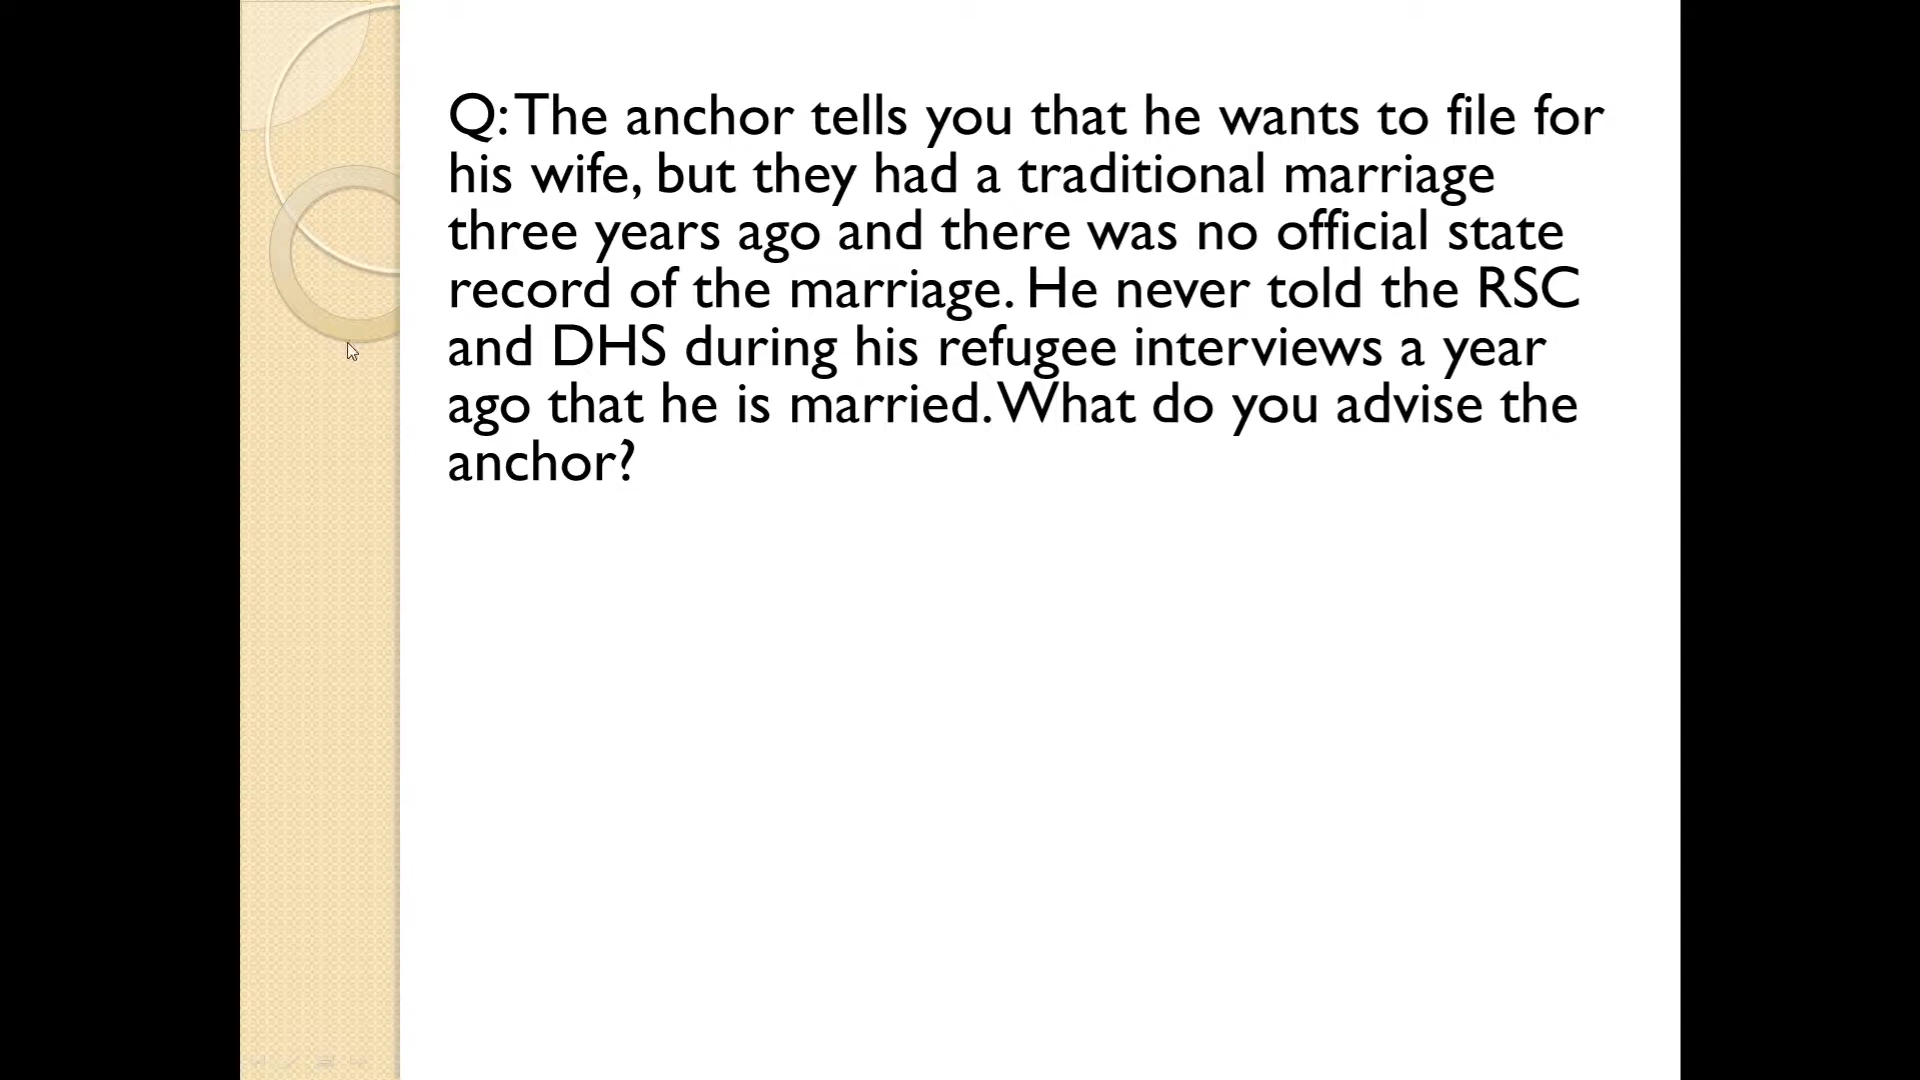 Q: The anchor tells you that he wants to file for
his wife, but they had a traditional marriage
three years ago and there was no official state
record of the marriage. He never told the RSC
and DHS during his refugee interviews a year
ago that he is married. What do you advise the
anchor?